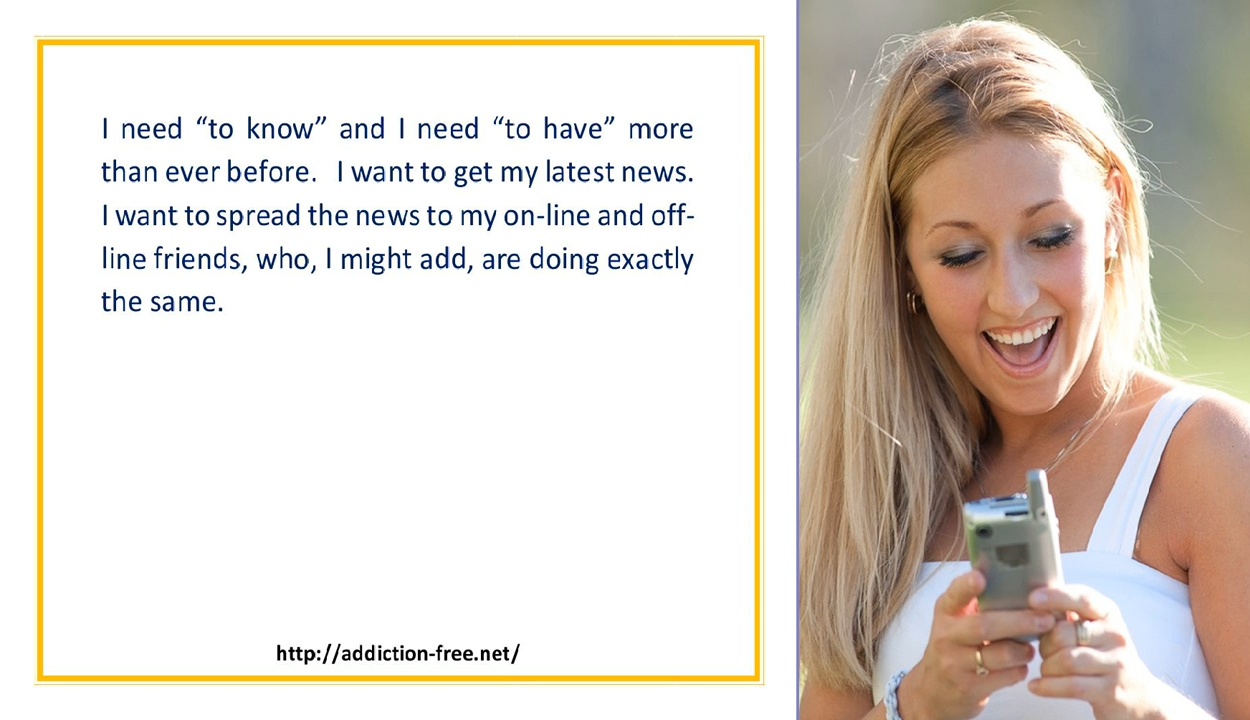 I need “to know” and I need “to have” more
than ever before. I want to get my latest news.
I want to spread the news to my on-line and off-
line friends, who, I might add, are doing exactly
the same.
http://addiction-free.net/